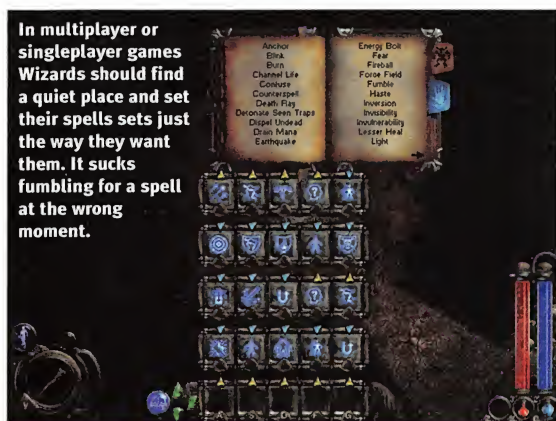 In multiplayer or
singleplayer games
Wizards should find
a quiet place and set
their spells sets just
the way they want
them. It sucks
fumbling for a spell
at the wrong
moment.
Anchor
Blink
Burn
Channel Life
Confuse
Counterspell
Death Ray
Detonate Seen Traps
Dispel Undead
Drain Mana
Earthquake
Energy Bolt
Fear
Fireball
Force Field
Fumble
Haste
Inversion
Invisibility
Invulnerability
Lesser Heal
Light